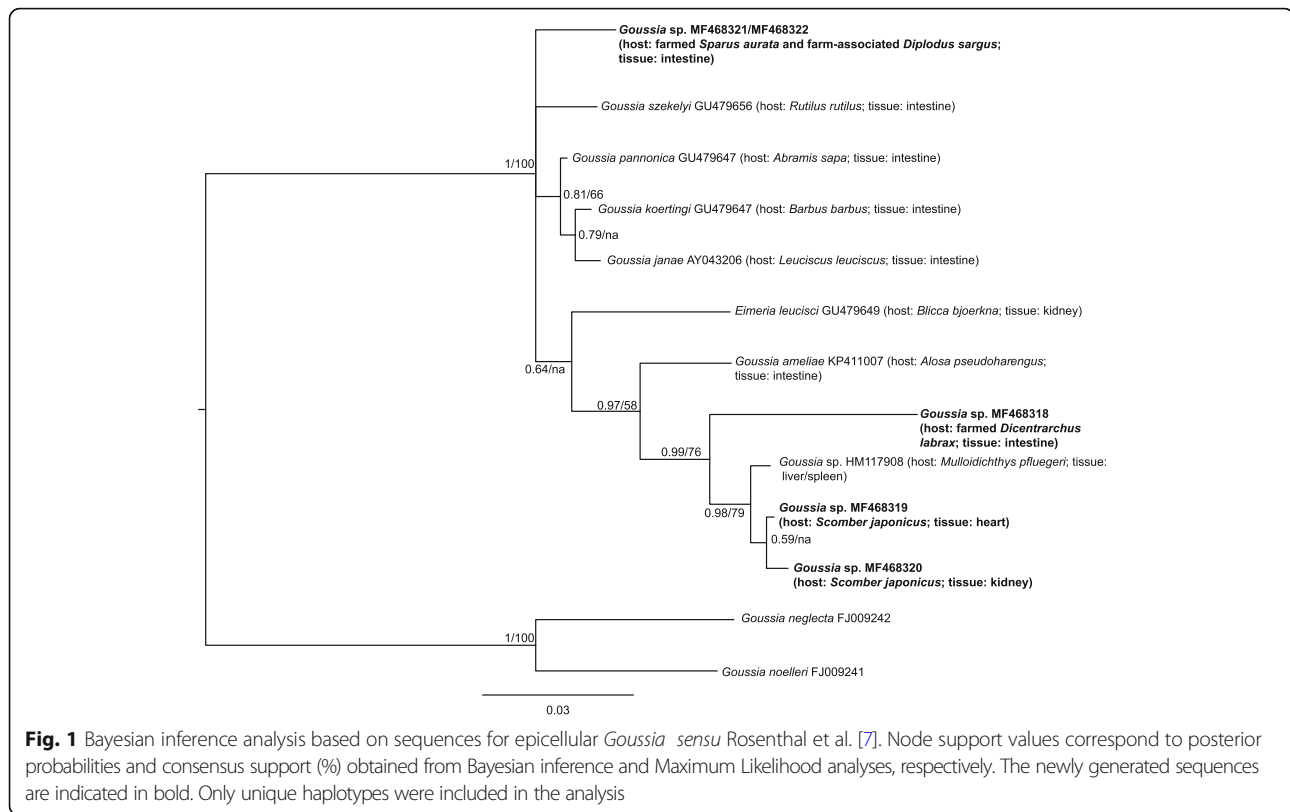 Goussia sp. MF468321/MF468322
(host: farmed Sparus aurata and farm-associated Diplodus sargus;
tissue: intestine)
Goussia szekelyi GU479656 (host: Rutilus rutilus; tissue: intestine)
1/100
Goussia pannonica GU479647 (host: Abramis sapa; tissue: intestine)
0.81/66
Goussia koertingi GU479647 (host: Barbus barbus; tissue: intestine)
0.79/na
Goussia janae AY043206 (host: Leuciscus leuciscus; tissue: intestine)
Eimeria leucisci GU479649 (host: Blicca bjoerkna; tissue: kidney)
0.64/na
Goussia ameliae KP411007 (host: Alosa pseudoharengus;
tissue: intestine)
0.97/58
Goussia sp. MF468318
(host: farmed Dicentrarchus
labrax; tissue: intestine)
0.99/76
Goussia sp. HM117908 (host: Mulloidichthys pfluegeri; tissue:
liver/spleen)
0.98/79
Goussia sp. MF468319
(host: Scomber japonicus; tissue: heart)
0.59/na
Goussia sp. MF468320
(host: Scomber japonicus; tissue: kidney)
Goussia neglecta FJ009242
1/100
Goussia noelleri FJ009241
0.03
Fig. 1 Bayesian inference analysis based on sequences for epicellular Goussia sensu Rosenthal et al. [7]. Node support values correspond to posterior
probabilities and consensus support (%) obtained from Bayesian inference and Maximum Likelihood analyses, respectively. The newly generated sequences
are indicated in bold. Only unique haplotypes were included in the analysis